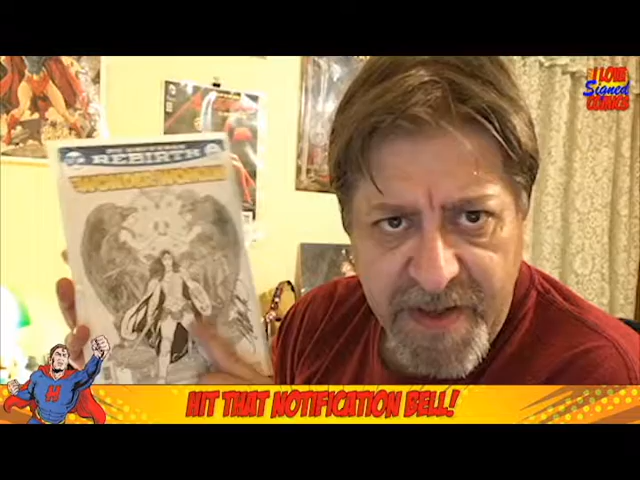 I LOVE
Signed
COMICS
DC UNIVERSE
REBIRTH
WONDER WOMAN
HIT THAT NOTIFICATION BELL!